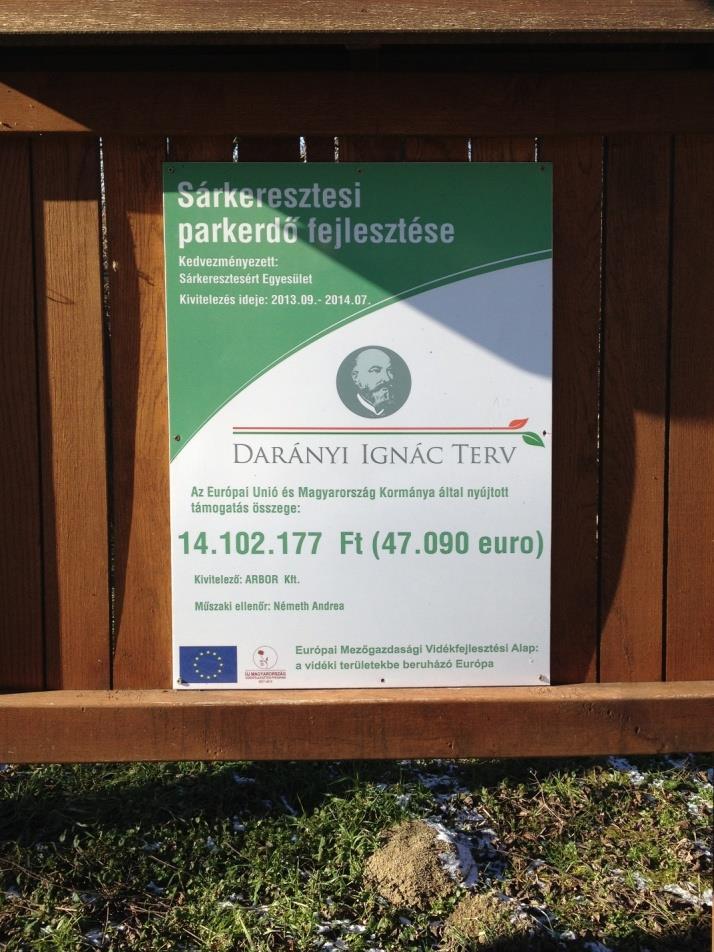 Sárkeresztesi
parkerdő fejlesztése
Kedvezményezett:
Sárkeresztesért Egyesület
Kivitelezés ideje: 2013.09.- 2014.07.
DARÁNYI IGNÁC TERV
Az Európai Unió és Magyarország Kormánya által nyújtott
támogatás összege:
14.102.177 Ft (47.090 euro)
Kivitelező: ARBOR Kft.
Műszaki ellenőr: Németh Andrea
Európai Mezőgazdasági Vidékfejlesztési Alap:
a vidéki területekbe beruházó Európa
ÚJ MAGYARORSZÁG